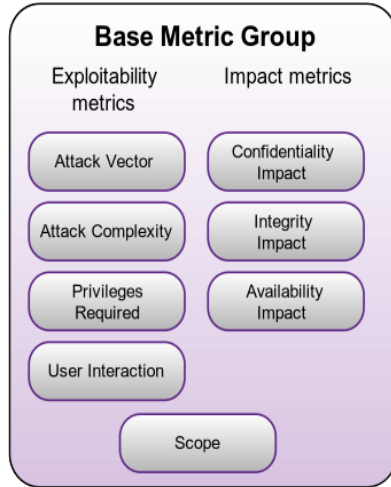 Base Metric Group
Exploitability
metrics
Impact metrics
Attack Vector
Confidentiality
Impact
Attack Complexity
Integrity
Impact
Privileges
Required
Availability
Impact
User Interaction
Scope